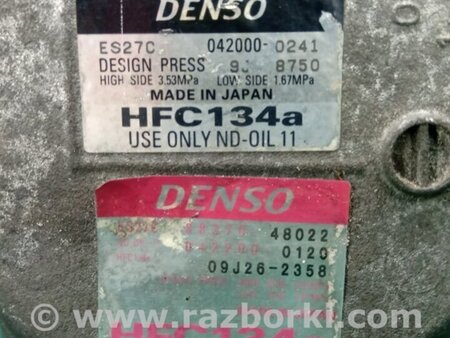 DENSO
ES27C 042000-0241
DESIGN PRESS 9J 8750
HIGH SIDE 3.53MPa LOW SIDE 1.67MPa
MADE IN JAPAN
HFC134a
USE ONLY ND-OIL 11
DENSO
48022
0120
09J26-2358
HFC134
www.razborki.com